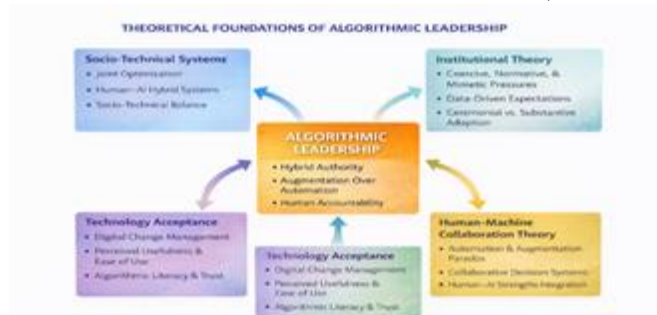 THEORETICAL FOUNDATIONS OF ALGORITHMIC LEADERSHIP
Socio-Technical Systems
• Joint Optimization
• Human–AI Hybrid Systems
• Socio-Technical Balance
Institutional Theory
• Coercive, Normative, &
Mimetic Pressures
• Data-Driven Expectations
• Ceremonial vs. Substantive
Adoption
ALGORITHMIC
LEADERSHIP
• Hybrid Authority
• Augmentation Over
Automation
• Human Accountability
Technology Acceptance
• Digital Change Management
• Perceived Usefulness &
Ease of Use
• Algorithmic Literacy & Trust
Technology Acceptance
• Digital Change Management
• Perceived Usefulness &
Ease of Use
• Algorithmic Literacy & Trust
Human-Machine
Collaboration Theory
• Automation & Augmentation
Paradox
• Collaborative Decision Systems
• Human–AI Strengths Integration